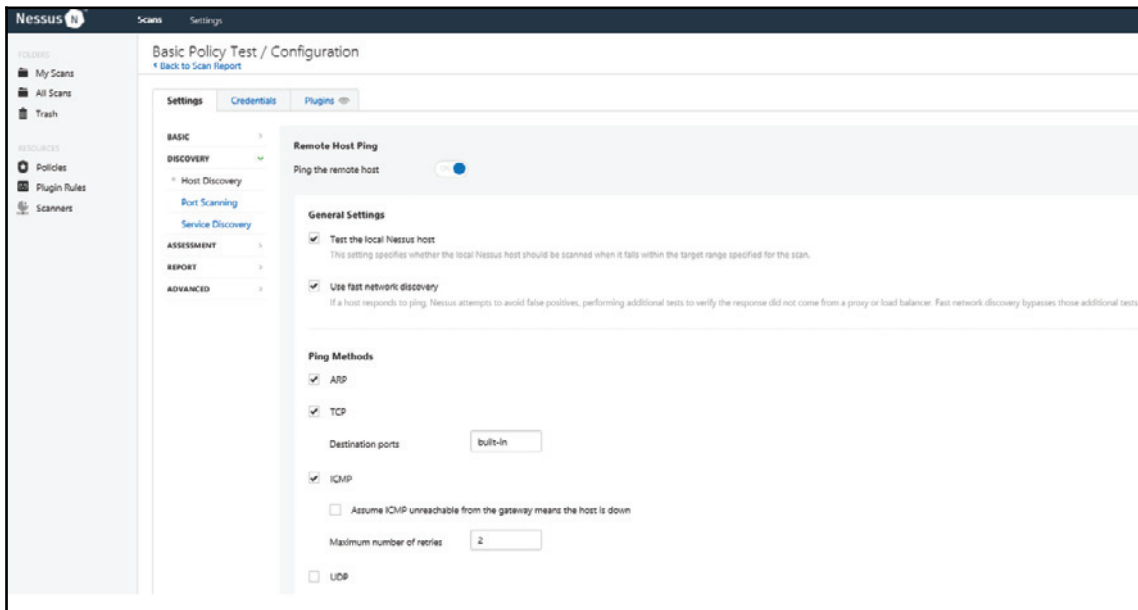 Nessus N
Scans Settings
FOLDERS
My Scans
All Scans
Trash
RESOURCES
Policies
Plugin Rules
Scanners
Basic Policy Test / Configuration
Back to Scan Report
Settings Credentials Plugins
BASIC
DISCOVERY
Host Discovery
Port Scanning
Service Discovery
ASSESSMENT
REPORT
ADVANCED
Remote Host Ping
Ping the remote host
General Settings
Test the local Nessus host
This setting specifies whether the local Nessus host should be scanned when it falls within the target range specified for the scan.
Use fast network discovery
If a host responds to ping, Nessus attempts to avoid false positives, performing additional tests to verify the response did not come from a proxy or load balancer. Fast network discovery bypasses those additional tests
Ping Methods
ARP
TCP
Destination ports built-in
ICMP
Assume ICMP unreachable from the gateway means the host is down
Maximum number of retries 2
UDP